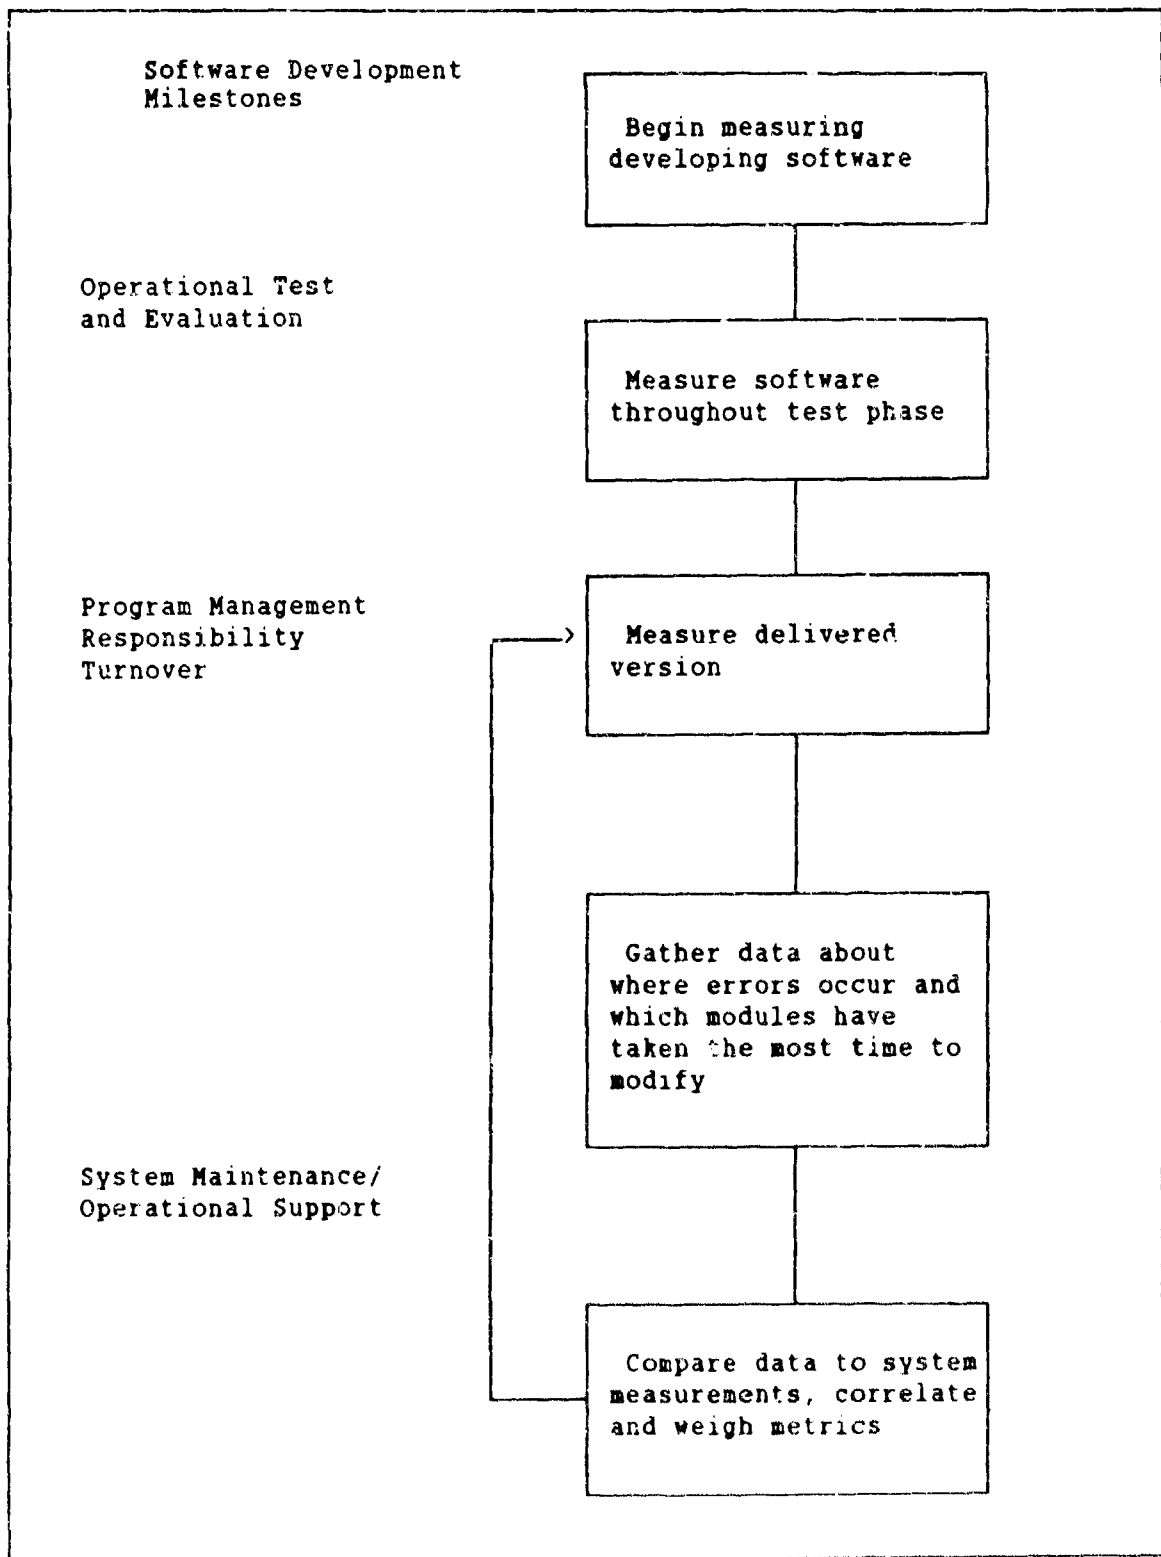 Software Development
Milestones
Begin measuring
developing software
Operational Test
and Evaluation
Measure software
throughout test phase
Program Management
Responsibility
Turnover
Measure delivered
version
Gather data about
where errors occur and
which modules have
taken the most time to
modify
System Maintenance/
Operational Support
Compare data to system
measurements, correlate
and weigh metrics